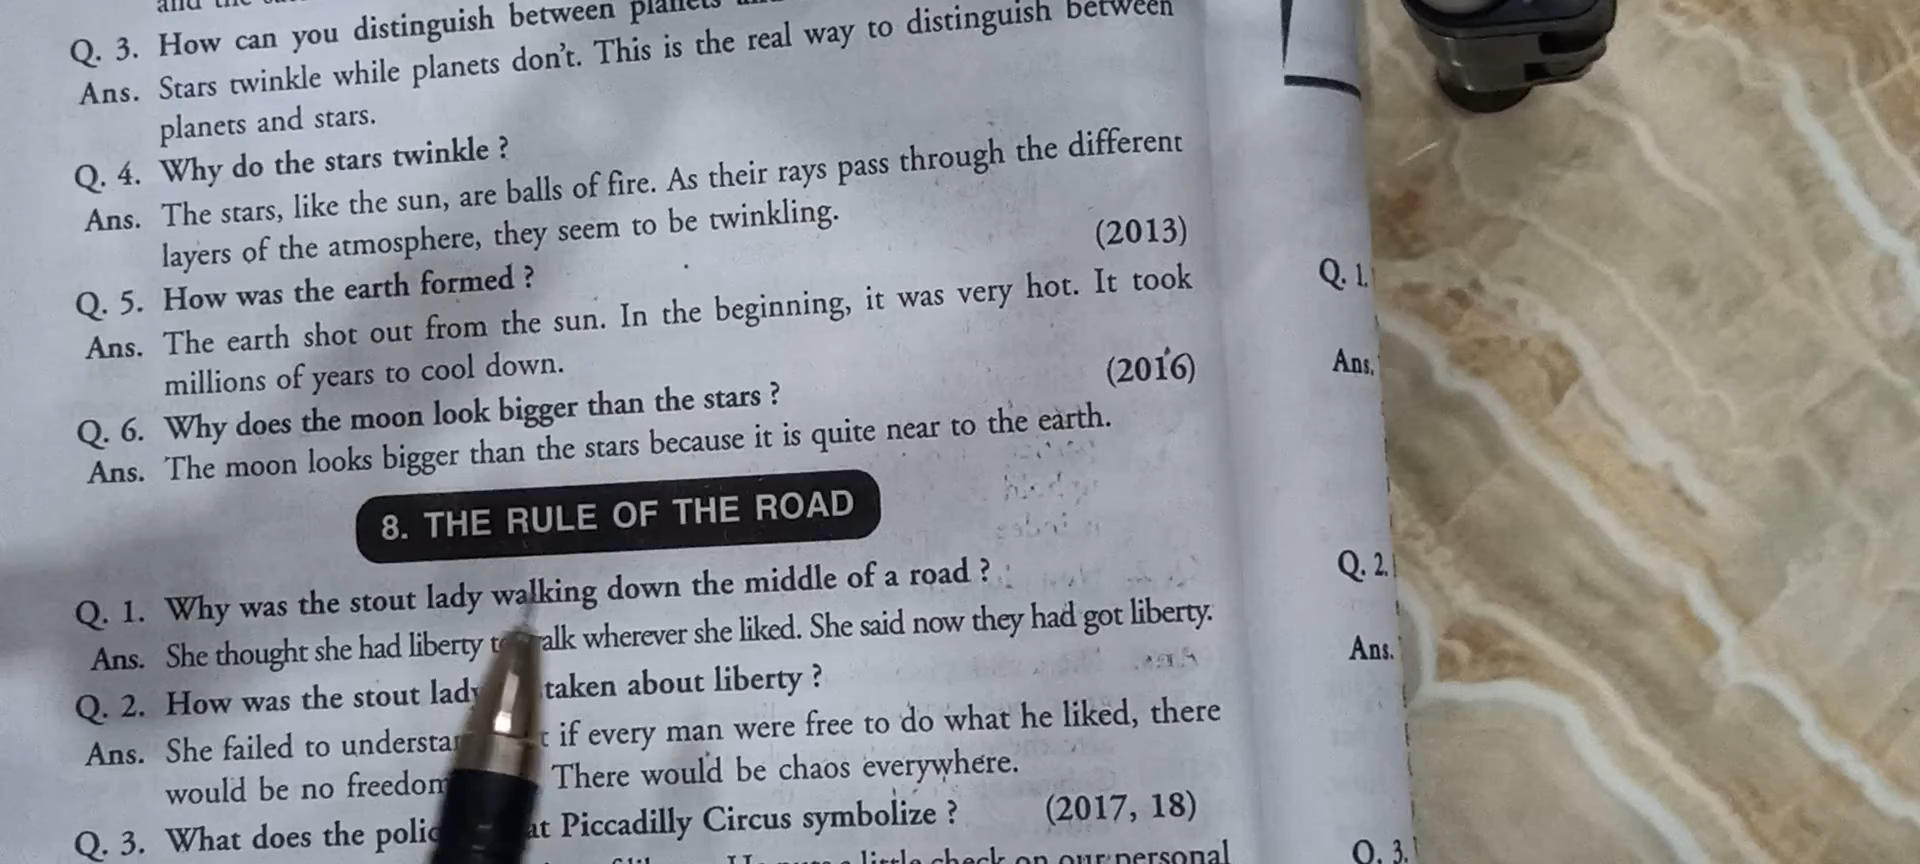 Q. 3. How can you distinguish between planets
Ans. Stars twinkle while planets don't. This is the real way to distinguish between
planets and stars.
Q. 4. Why do the stars twinkle ?
Ans. The stars, like the sun, are balls of fire. As their rays pass through the different
layers of the atmosphere, they seem to be twinkling.
Q. 5. How was the earth formed ? (2013)
Ans. The earth shot out from the sun. In the beginning, it was very hot. It took
millions of years to cool down.
Q. 6. Why does the moon look bigger than the stars ? (2016)
Ans. The moon looks bigger than the stars because it is quite near to the earth.
8. THE RULE OF THE ROAD
Q. 1. Why was the stout lady walking down the middle of a road ?
Ans. She thought she had liberty to walk wherever she liked. She said now they had got liberty.
Q. 2. How was the stout lady taken about liberty ?
Ans. She failed to if every man were free to do what he liked, there
would be no freedom There would be chaos everywhere.
Q. 3. What does the at Piccadilly Circus symbolize ? (2017, 18)
a little check on our personal
Q. 1.
Ans.
Q. 2.
Ans.
Q. 3.